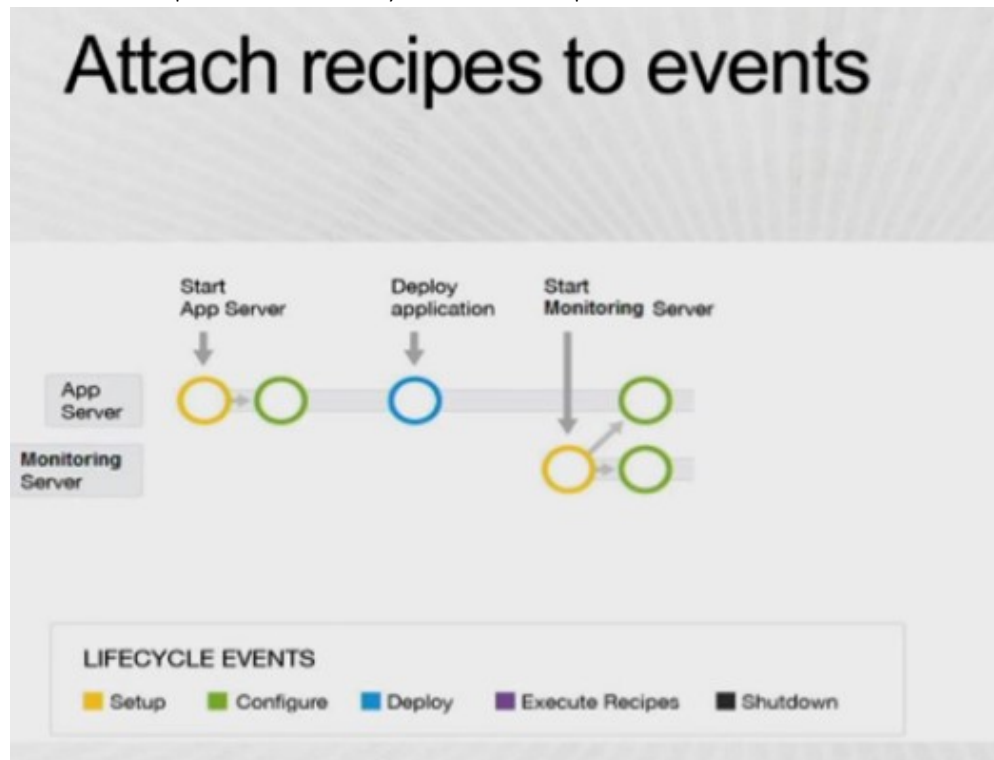 Attach recipes to events
Start
App Server
Deploy
application
Start
Monitoring Server
App
Server
Monitoring
Server
LIFECYCLE EVENTS
Setup
Configure
Deploy
Execute Recipes
Shutdown